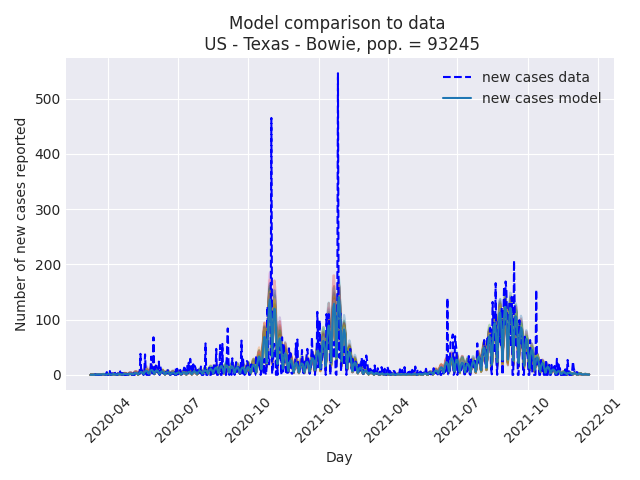 Model comparison to data
US - Texas - Bowie, pop. = 93245
new cases data
new cases model
Number of new cases reported
500
400
300
200
100
0
2020-04
2020-07
2020-10
2021-01
2021-04
2021-07
2021-10
2022-01
Day